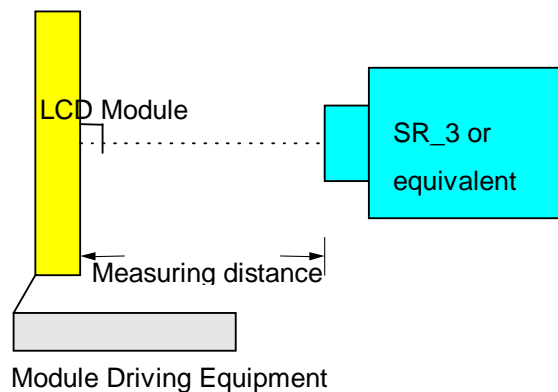 LCD Module
SR_3 or
equivalent
Measuring distance
Module Driving Equipment